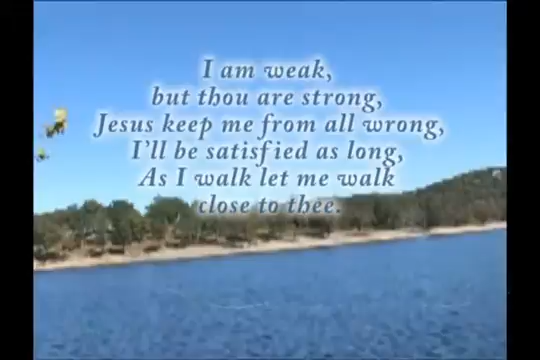 I am weak,
but thou are strong,
Jesus keep me from all wrong,
I'll be satisfied as long,
As I walk let me walk
close to thee.